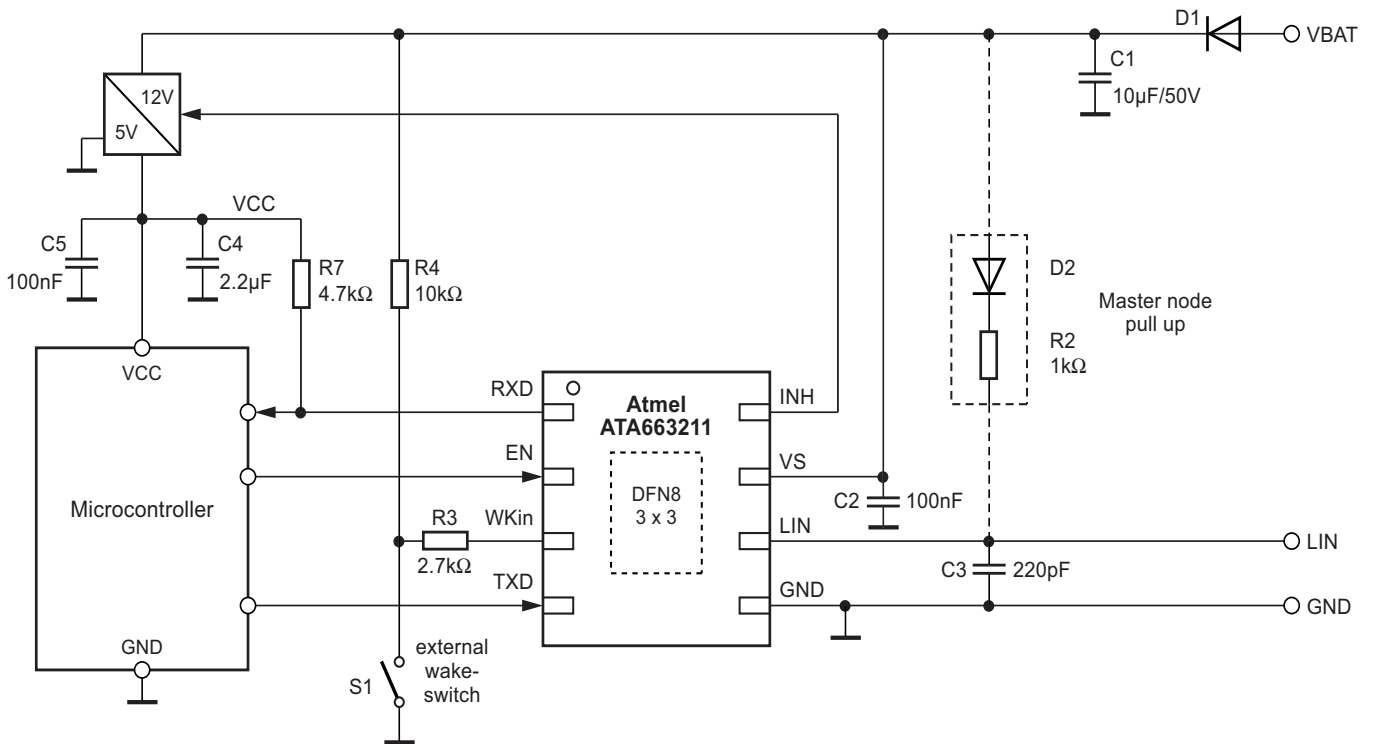 D1
VBAT
C1
10µF/50V
12V
5V
VCC
C5
100nF
C4
2.2µF
R7
4.7kΩ
R4
10kΩ
D2
Master node
pull up
R2
1kΩ
VCC
RXD
Atmel
ATA663211
INH
EN
VS
Microcontroller
DFN8
3 x 3
C2
100nF
R3
WKin
LIN
LIN
2.7kΩ
C3
220pF
TXD
GND
GND
GND
external
wake-
switch
S1